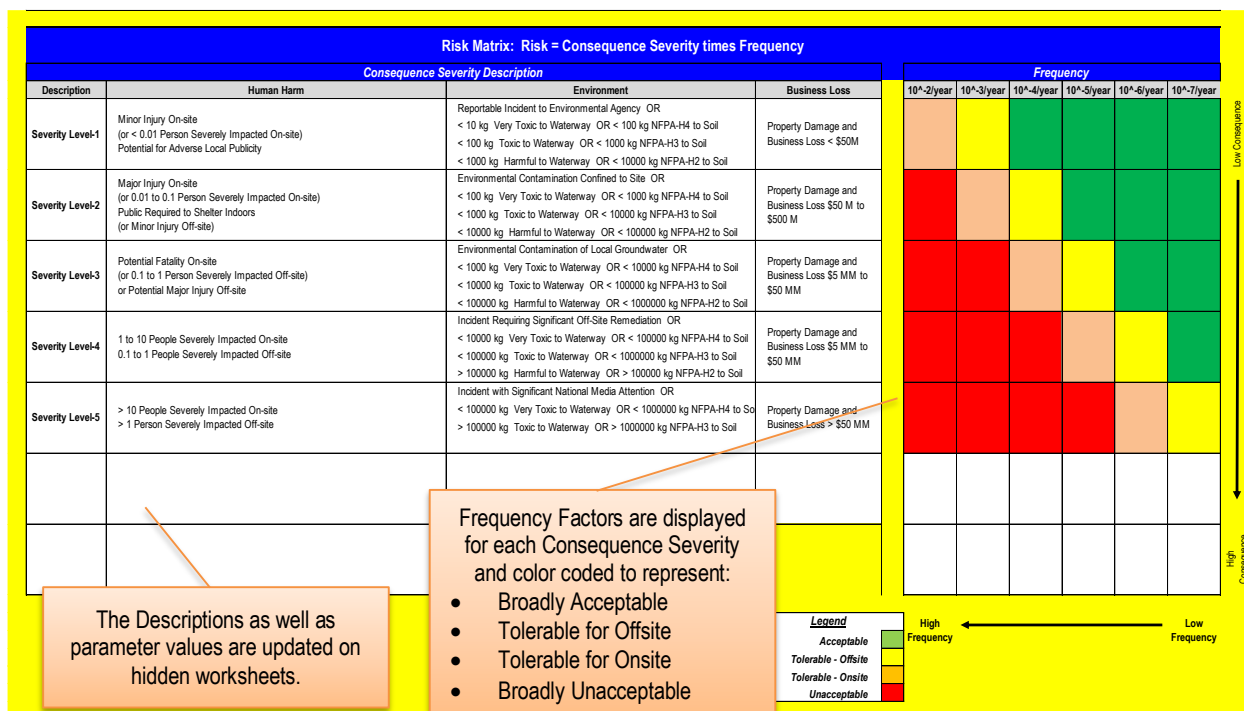 Risk Matrix: Risk = Consequence Severity times Frequency
Consequence Severity Description
Frequency
Description
Human Harm
Environment
Business Loss
10^-2/year
10^-3/year
10^-4/year
10^-5/year
10^-6/year
10^-7/year
Severity Level-1
Minor Injury On-site
(or < 0.01 Person Severely Impacted On-site)
Potential for Adverse Local Publicity
Reportable Incident to Environmental Agency OR
< 10 kg Very Toxic to Waterway OR < 100 kg NFPA-H4 to Soil
< 100 kg Toxic to Waterway OR < 1000 kg NFPA-H3 to Soil
< 1000 kg Harmful to Waterway OR < 10000 kg NFPA-H2 to Soil
Property Damage and
Business Loss < $50M
Severity Level-2
Major Injury On-site
(or 0.01 to 0.1 Person Severely Impacted On-site)
Public Required to Shelter Indoors
(or Minor Injury Off-site)
Environmental Contamination Confined to Site OR
< 100 kg Very Toxic to Waterway OR < 1000 kg NFPA-H4 to Soil
< 1000 kg Toxic to Waterway OR < 10000 kg NFPA-H3 to Soil
< 10000 kg Harmful to Waterway OR < 100000 kg NFPA-H2 to Soil
Property Damage and
Business Loss $50 M to
$500 M
Severity Level-3
Potential Fatality On-site
(or 0.1 to 1 Person Severely Impacted Off-site)
or Potential Major Injury Off-site
Environmental Contamination of Local Groundwater OR
< 1000 kg Very Toxic to Waterway OR < 10000 kg NFPA-H4 to Soil
< 10000 kg Toxic to Waterway OR < 100000 kg NFPA-H3 to Soil
< 100000 kg Harmful to Waterway OR < 1000000 kg NFPA-H2 to Soil
Property Damage and
Business Loss $5 MM to
$50 MM
Severity Level-4
1 to 10 People Severely Impacted On-site
0.1 to 1 People Severely Impacted Off-site
Incident Requiring Significant Off-Site Remediation OR
< 10000 kg Very Toxic to Waterway OR < 100000 kg NFPA-H4 to Soil
< 100000 kg Toxic to Waterway OR < 1000000 kg NFPA-H3 to Soil
> 100000 kg Harmful to Waterway OR > 1000000 kg NFPA-H2 to Soil
Property Damage and
Business Loss $5 MM to
$50 MM
Severity Level-5
> 10 People Severely Impacted On-site
> 1 Person Severely Impacted Off-site
Incident with Significant National Media Attention OR
< 100000 kg Very Toxic to Waterway OR < 1000000 kg NFPA-H4 to So
> 100000 kg Toxic to Waterway OR > 1000000 kg NFPA-H3 to Soil
Property Damage and
Business Loss > $50 MM
Low Consequence
High
Consequence
The Descriptions as well as
parameter values are updated on
hidden worksheets.
Frequency Factors are displayed
for each Consequence Severity
and color coded to represent:
• Broadly Acceptable
• Tolerable for Offsite
• Tolerable for Onsite
• Broadly Unacceptable
Legend
Acceptable
Tolerable - Offsite
Tolerable - Onsite
Unacceptable
High
Frequency
Low
Frequency